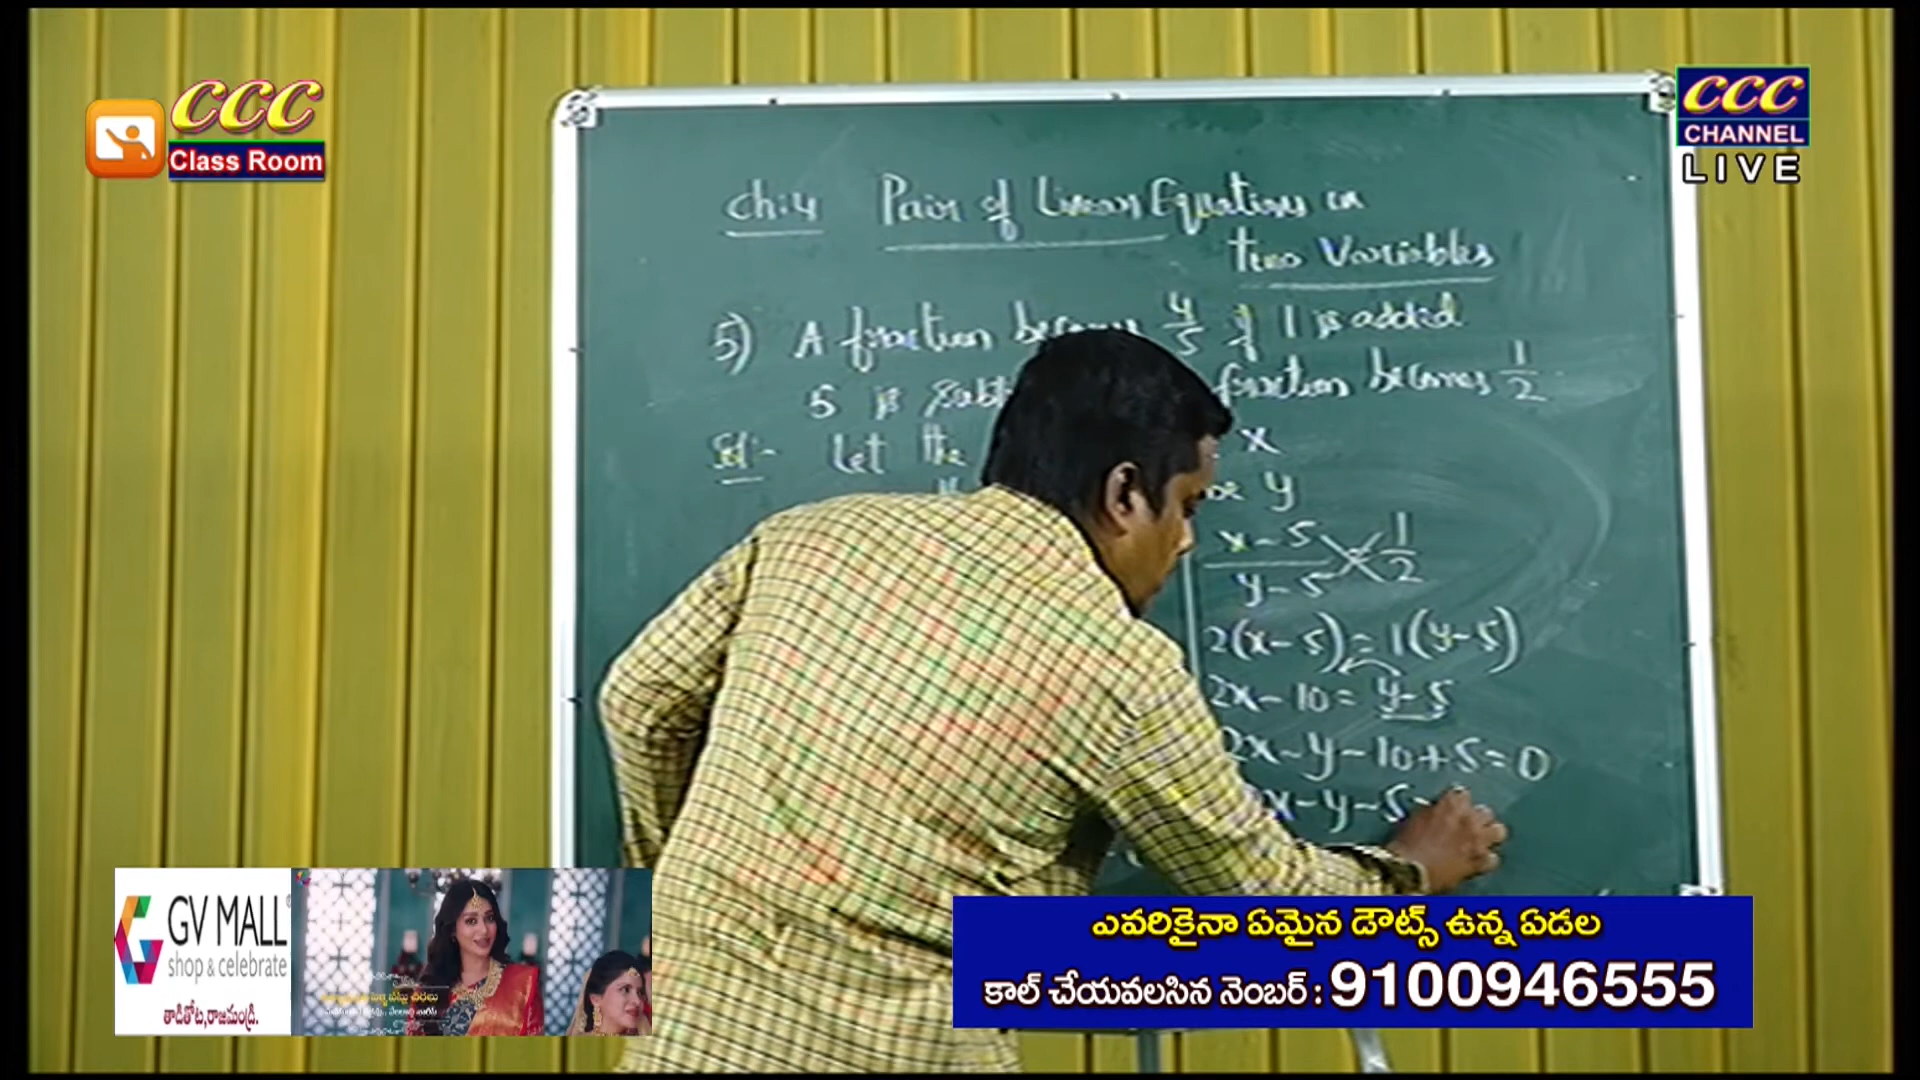 CCC
Class Room
CCC
CHANNEL
LIVE
Ch:4 Pair of Linear Equations in
two Variables
5) A fraction becomes 4/5 if 1 is added
5 is fraction becomes 1/2
Sol:- Let the x
y
x-5 1
y-5 2
2(x-5)=1(y-5)
2x-10=y-5
2x-y-10+5=0
x-y-5=
GV MALL
shop & celebrate
తాడితోట,రాజమండ్రి.
ఎవరికైనా ఏమైన డౌట్స్ ఉన్న ఏడల
కాల్ చేయవలసిన నెంబర్ : 9100946555